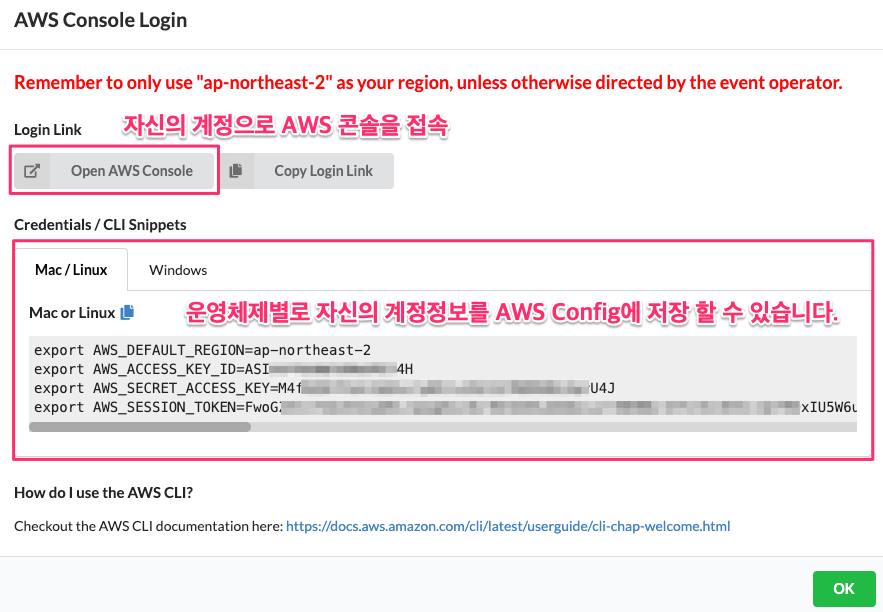 AWS Console Login
Remember to only use "ap-northeast-2" as your region, unless otherwise directed by the event operator.
Login Link
자신의 계정으로 AWS 콘솔을 접속
Open AWS Console
Copy Login Link
Credentials / CLI Snippets
Mac / Linux
Windows
Mac or Linux
운영체제별로 자신의 계정정보를 AWS Config에 저장 할 수 있습니다.
export AWS_DEFAULT_REGION=ap-northeast-2
export AWS_ACCESS_KEY_ID=ASI 4H
export AWS_SECRET_ACCESS_KEY=M4f U4J
export AWS_SESSION_TOKEN=FwoG xIU5W6u
How do I use the AWS CLI?
Checkout the AWS CLI documentation here: https://docs.aws.amazon.com/cli/latest/userguide/cli-chap-welcome.html
OK